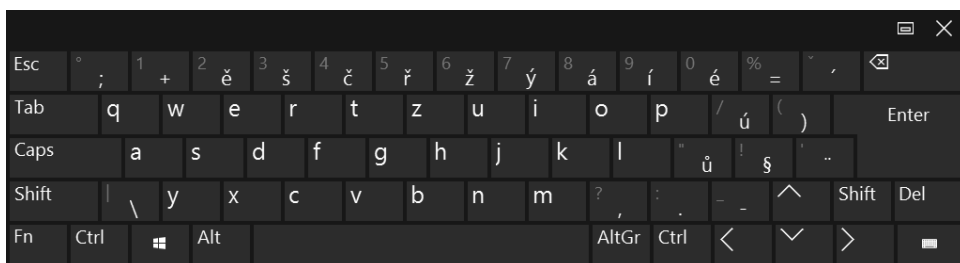 Esc ° ; 1 + 2 ě 3 š 4 č 5 ř 6 ž 7 ý 8 á 9 í 0 é % = ˇ ´
Tab q w e r t z u i o p / ú ( ) Enter
Caps a s d f g h j k l " ů ! § ' ¨
Shift | \ y x c v b n m ? , : . _ - Shift Del
Fn Ctrl Alt AltGr Ctrl